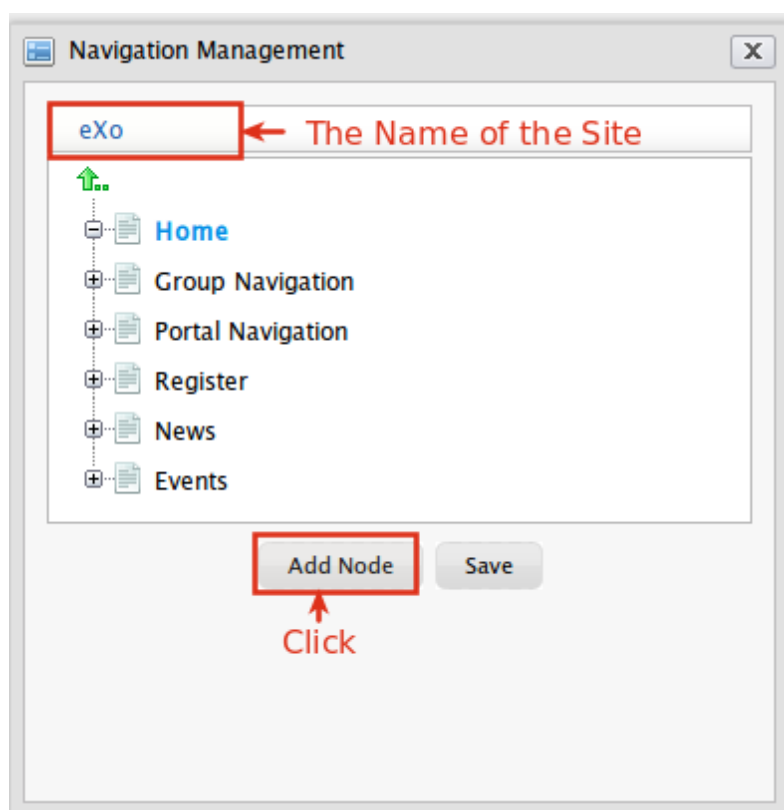 Navigation Management X
eXo The Name of the Site
..
Home
Group Navigation
Portal Navigation
Register
News
Events
Add Node Save
Click